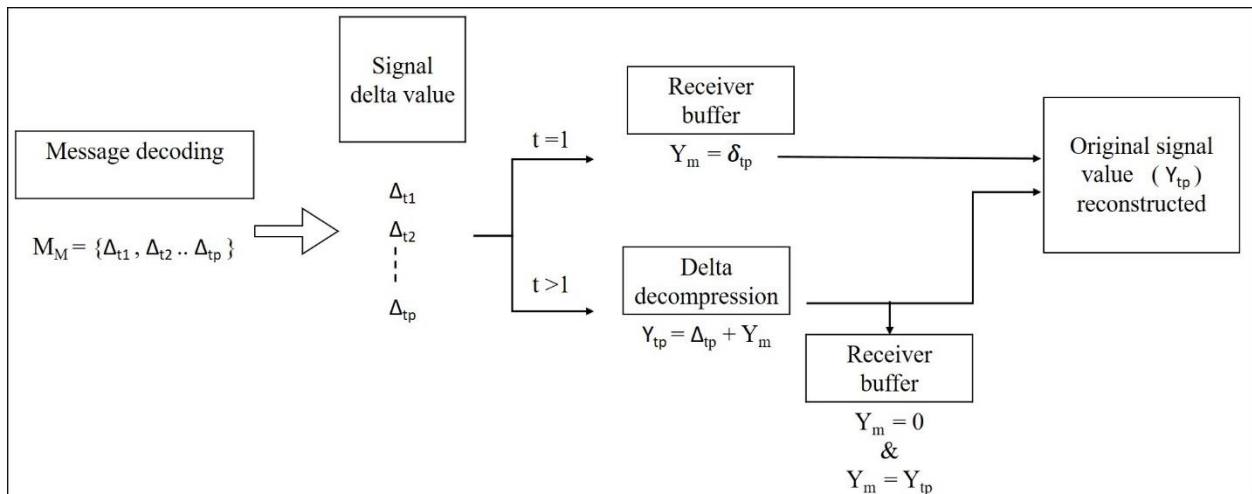 Message decoding
M_M = {Δ_t1 , Δ_t2 .. Δ_tp }
Signal
delta value
Δ_t1
Δ_t2
Δ_tp
t =1
Receiver
buffer
Y_m = δ_tp
t >1
Delta
decompression
Y_tp = Δ_tp + Y_m
Receiver
buffer
Y_m = 0
&
Y_m = Y_tp
Original signal
value ( Y_tp )
reconstructed